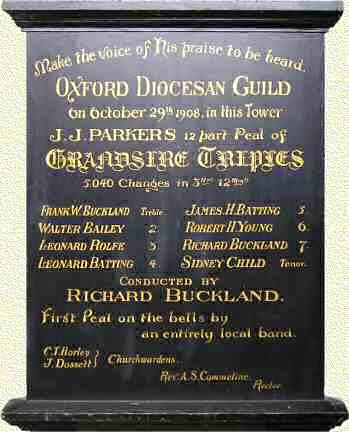 Make the voice of His praise to be heard.
OXFORD DIOCESAN GUILD
On October 29th 1908, in this Tower
J.J. PARKERS 12 part Peal of
GRANDSIRE TRIPLES
5,040 Changes in 3Hrs 12Mins
FRANK W. BUCKLAND Treble. JAMES. H. BATTING 5.
WALTER BAILEY 2. ROBERT H. YOUNG 6.
LEONARD ROLFE 3 RICHARD BUCKLAND 7.
LEONARD BATTING 4. SIDNEY CHILD Tenor.
CONDUCTED BY
RICHARD BUCKLAND.
First Peal on the bells by
an entirely local band.
C.T. Horley
J. Dossett } Churchwardens.
Rev. A.S. Commeline.
Rector.